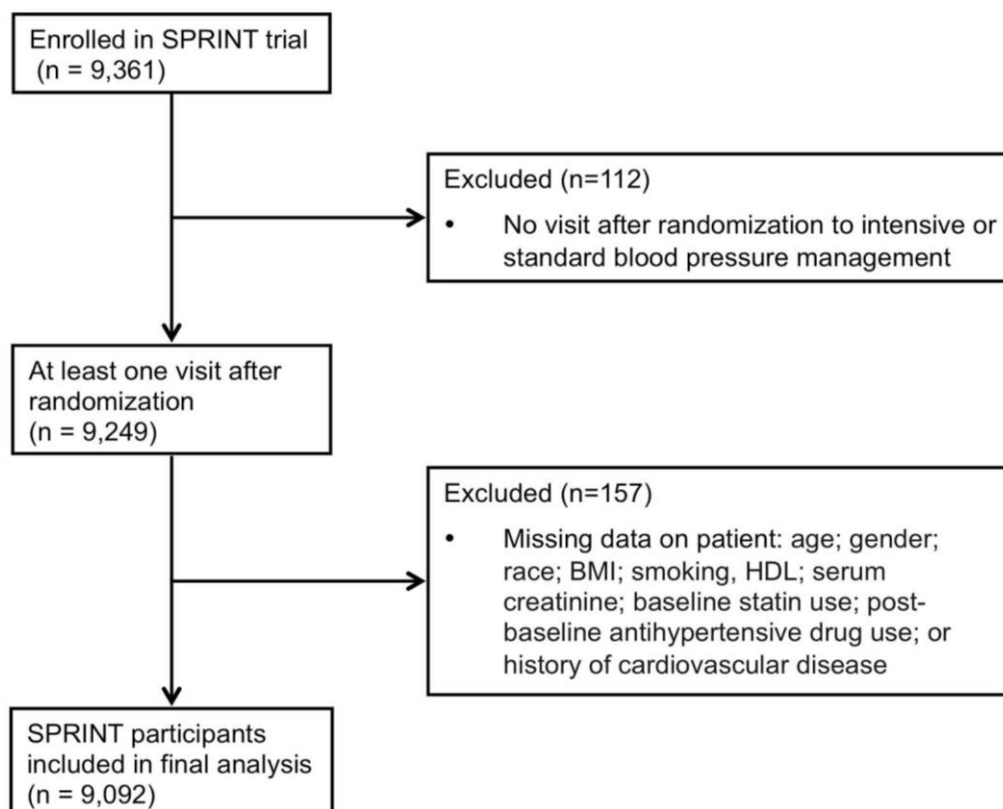 Enrolled in SPRINT trial
(n = 9,361)
Excluded (n=112)
• No visit after randomization to intensive or
standard blood pressure management
At least one visit after
randomization
(n = 9,249)
Excluded (n=157)
• Missing data on patient: age; gender;
race; BMI; smoking, HDL; serum
creatinine; baseline statin use; post-
baseline antihypertensive drug use; or
history of cardiovascular disease
SPRINT participants
included in final analysis
(n = 9,092)